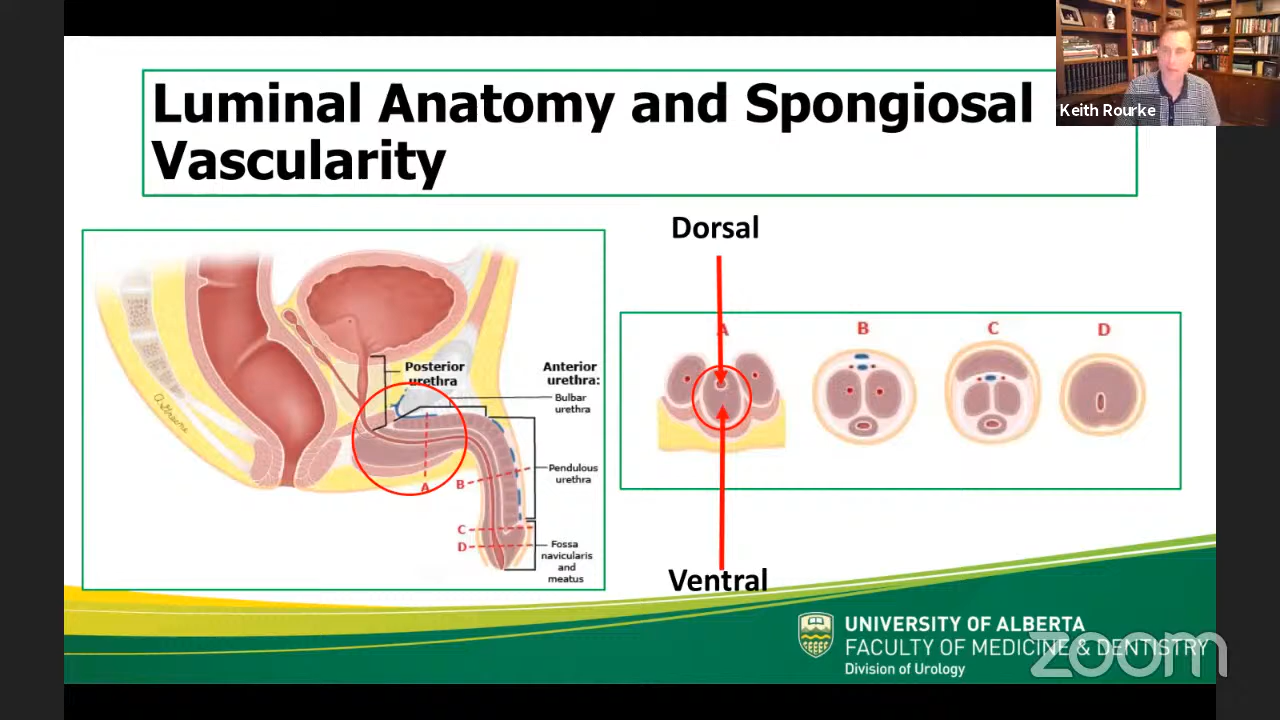 Luminal Anatomy and Spongiosal
Vascularity
Keith Rourke
Dorsal
Ventral
Posterior
urethra
Anterior
urethra:
Bulbar
urethra
Pendulous
urethra
Fossa
navicularis
and
meatus
A
B
C
D
A
B
C
D
UNIVERSITY OF ALBERTA
FACULTY OF MEDICINE & DENTISTRY
Division of Urology
zoom